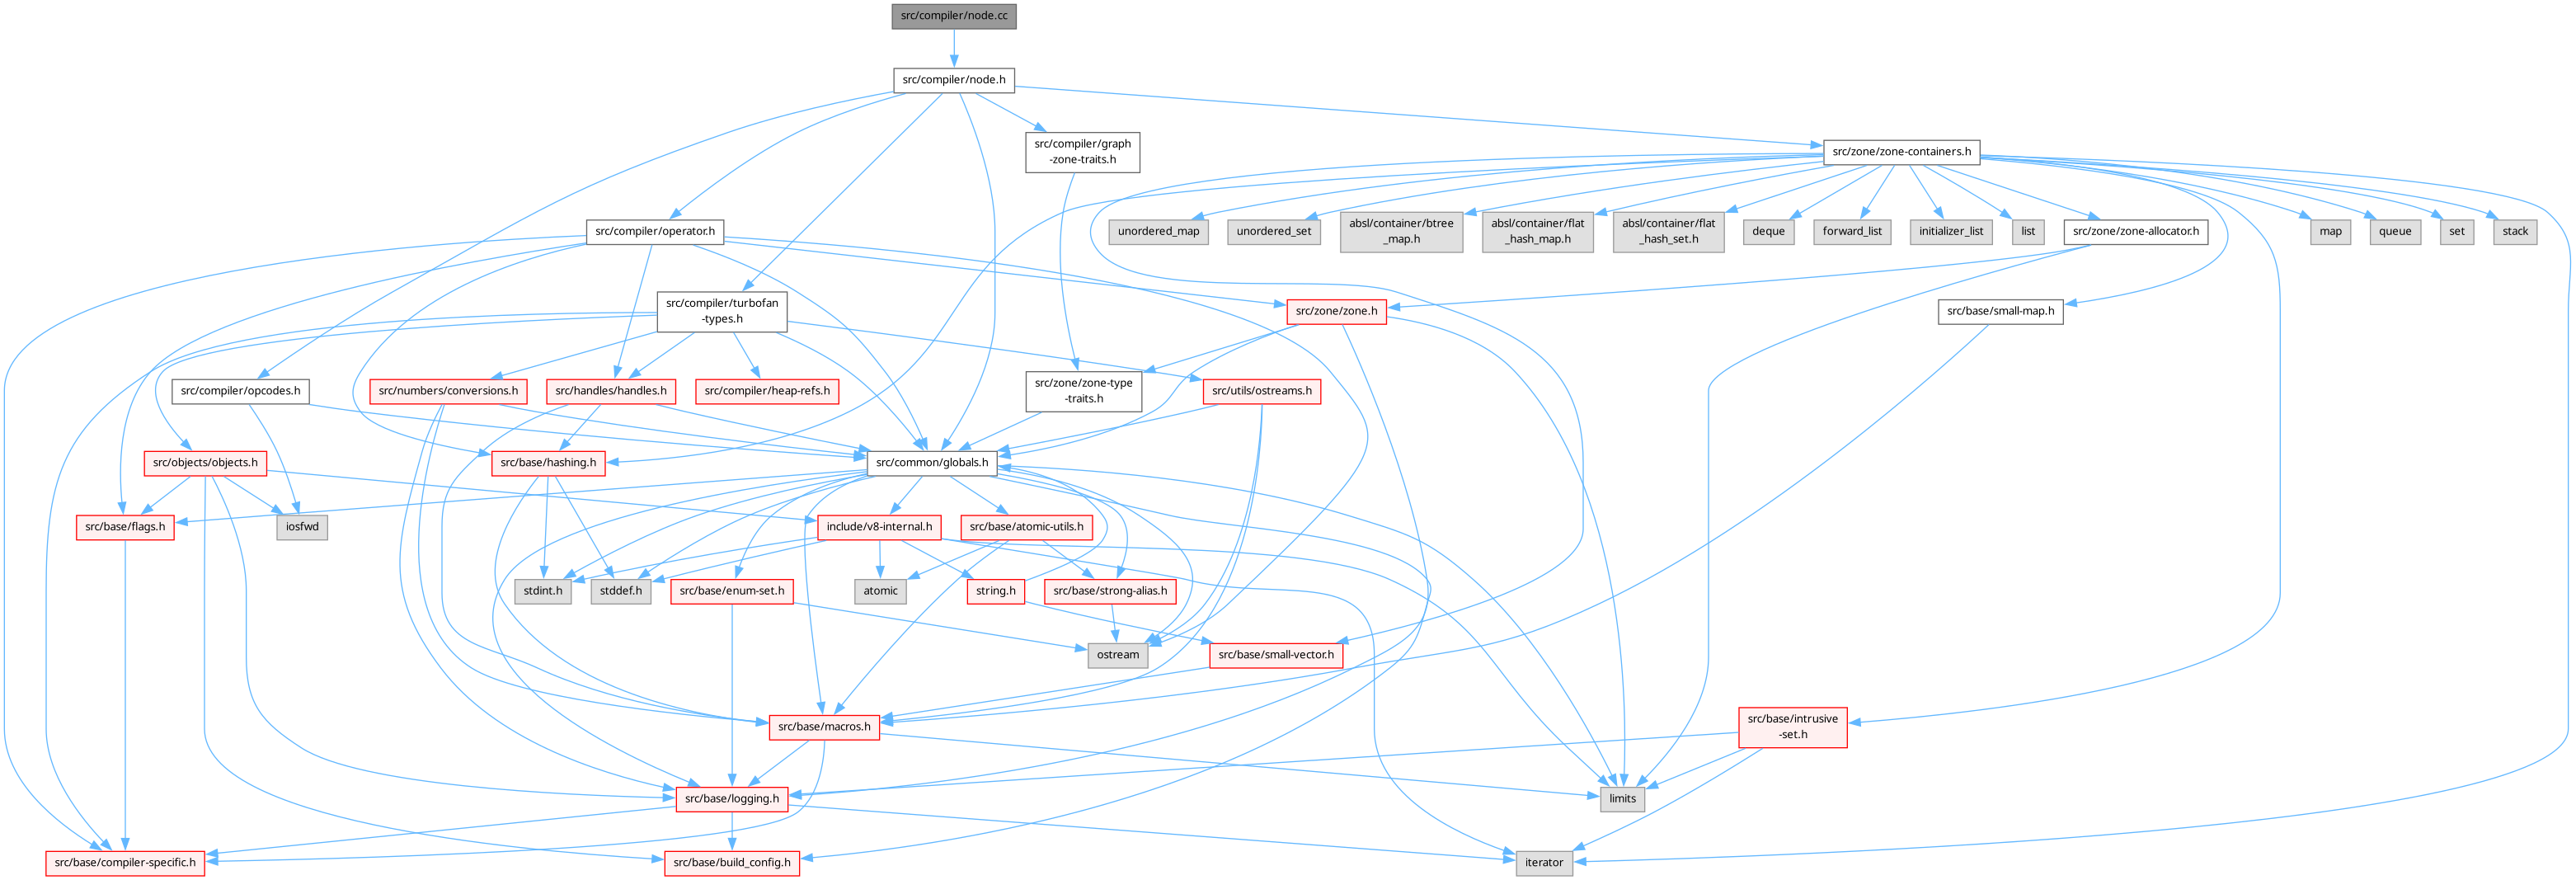 src/compiler/node.cc
src/compiler/node.h
src/compiler/graph
-zone-traits.h
src/zone/zone-containers.h
src/compiler/operator.h
unordered_map
unordered_set
absl/container/btree
_map.h
absl/container/flat
_hash_map.h
absl/container/flat
_hash_set.h
deque
forward_list
initializer_list
list
src/zone/zone-allocator.h
map
queue
set
stack
src/compiler/turbofan
-types.h
src/zone/zone.h
src/base/small-map.h
src/compiler/opcodes.h
src/numbers/conversions.h
src/handles/handles.h
src/compiler/heap-refs.h
src/zone/zone-type
-traits.h
src/utils/ostreams.h
src/objects/objects.h
src/base/hashing.h
src/common/globals.h
src/base/flags.h
iosfwd
include/v8-internal.h
src/base/atomic-utils.h
stdint.h
stddef.h
src/base/enum-set.h
atomic
string.h
src/base/strong-alias.h
ostream
src/base/small-vector.h
src/base/macros.h
src/base/intrusive
-set.h
src/base/logging.h
limits
src/base/compiler-specific.h
src/base/build_config.h
iterator